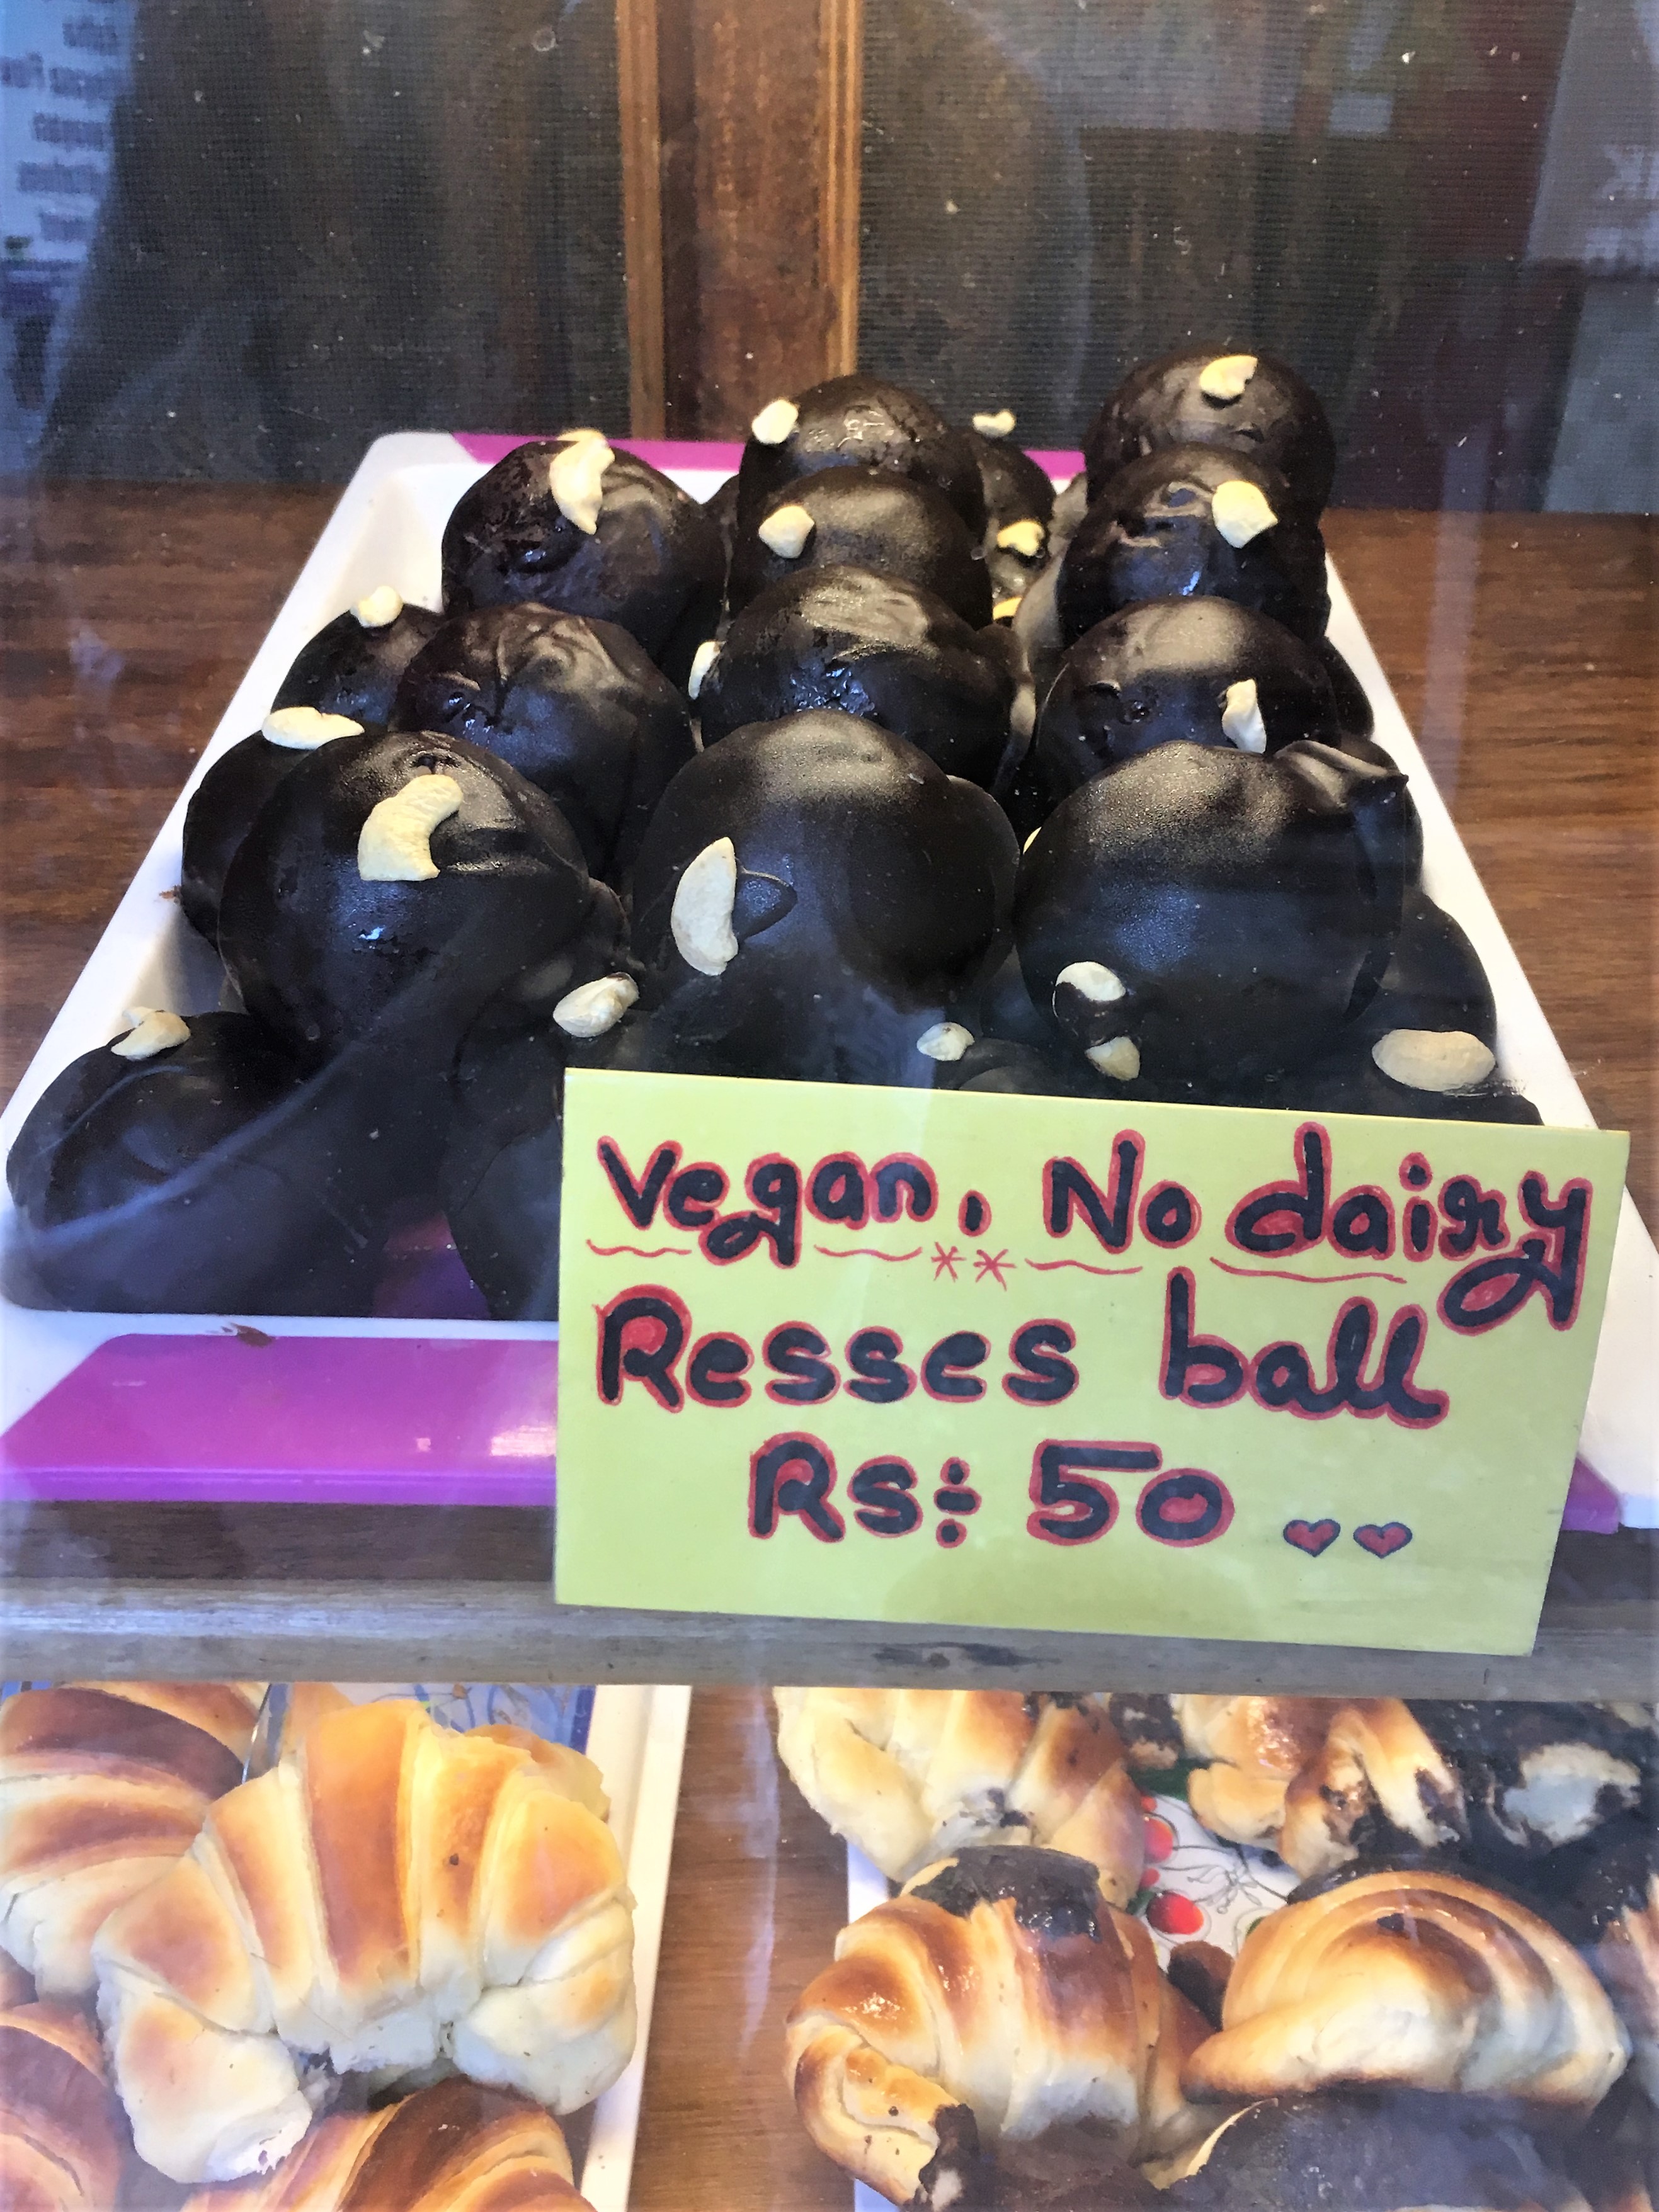 Vegan, No dairy
Resses ball
Rs÷ 50